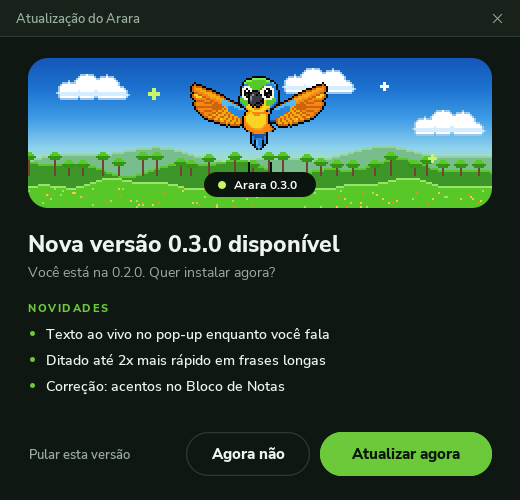 Atualização do Arara
Arara 0.3.0
Nova versão 0.3.0 disponível
Você está na 0.2.0. Quer instalar agora?
NOVIDADES
Texto ao vivo no pop-up enquanto você fala
Ditado até 2x mais rápido em frases longas
Correção: acentos no Bloco de Notas
Pular esta versão
Agora não
Atualizar agora